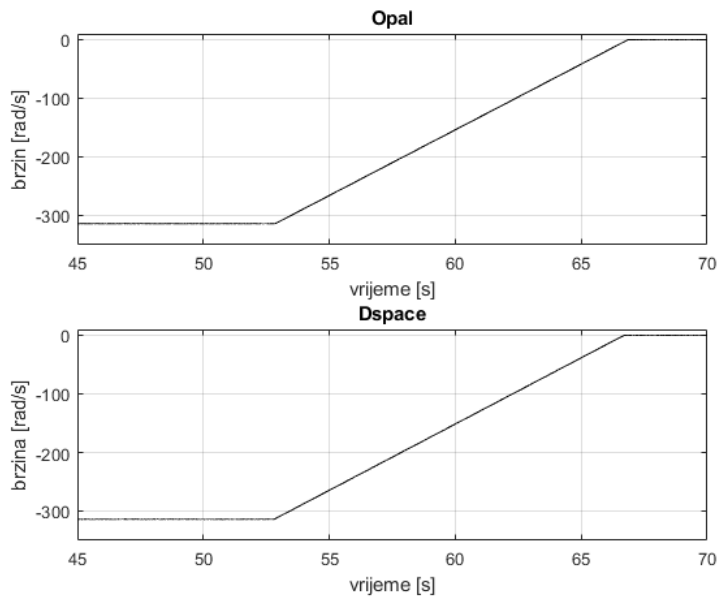 Opal
0
-100
-200
-300
brzin [rad/s]
45 50 55 60 65 70
vrijeme [s]
Dspace
0
-100
-200
-300
brzina [rad/s]
45 50 55 60 65 70
vrijeme [s]